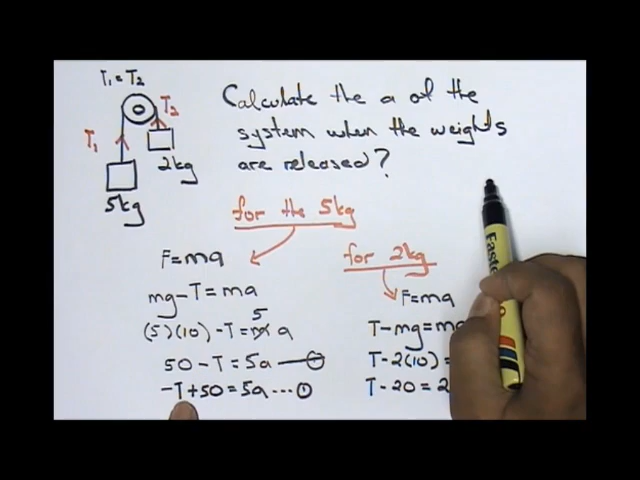 T₁ = T₂
Calculate the a of the
system when the weights
are released?
T₁
T₂
2kg
5kg
for the 5kg
F=ma
mg-T=ma
(5)(10)-T=m a
5
50-T=5a ①
-T+50=5a ---①
for 2kg
F=ma
T-mg=ma
T-2(10)=
T-20=2